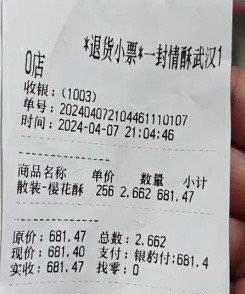 *退货小票*一封情酥武汉1
0店
收银：(1003)
单号：202404072104461110107
时间：2024-04-07 21:04:46
商品名称 单价 数量 小计
散装-樱花酥 256 2.662 681.47
原价：681.47 总数：2.662
现价：681.40 支付：银豹付:681.4
实收：681.47 找零：0